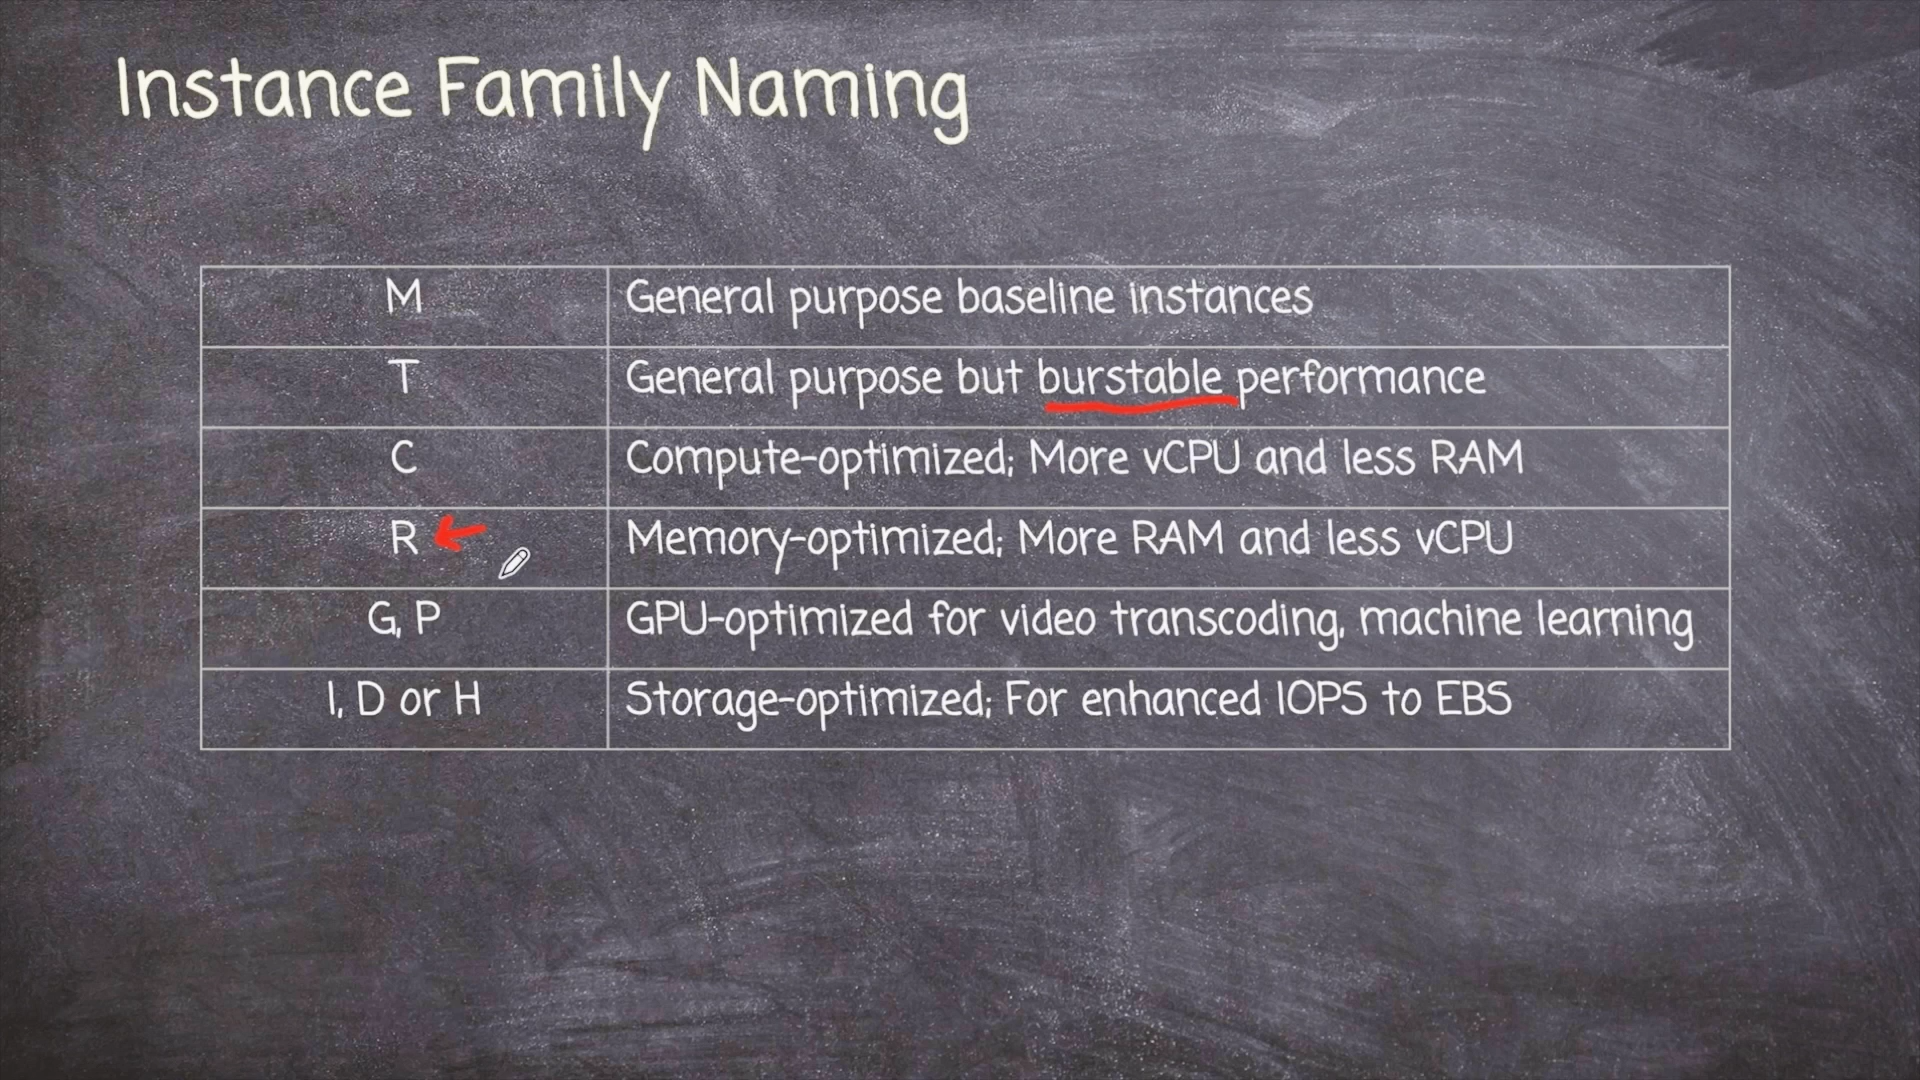 Instance Family Naming
M General purpose baseline instances
T General purpose but burstable performance
C Compute-optimized; More vCPU and less RAM
R Memory-optimized; More RAM and less vCPU
G, P GPU-optimized for video transcoding, machine learning
I, D or H Storage-optimized; For enhanced IOPS to EBS